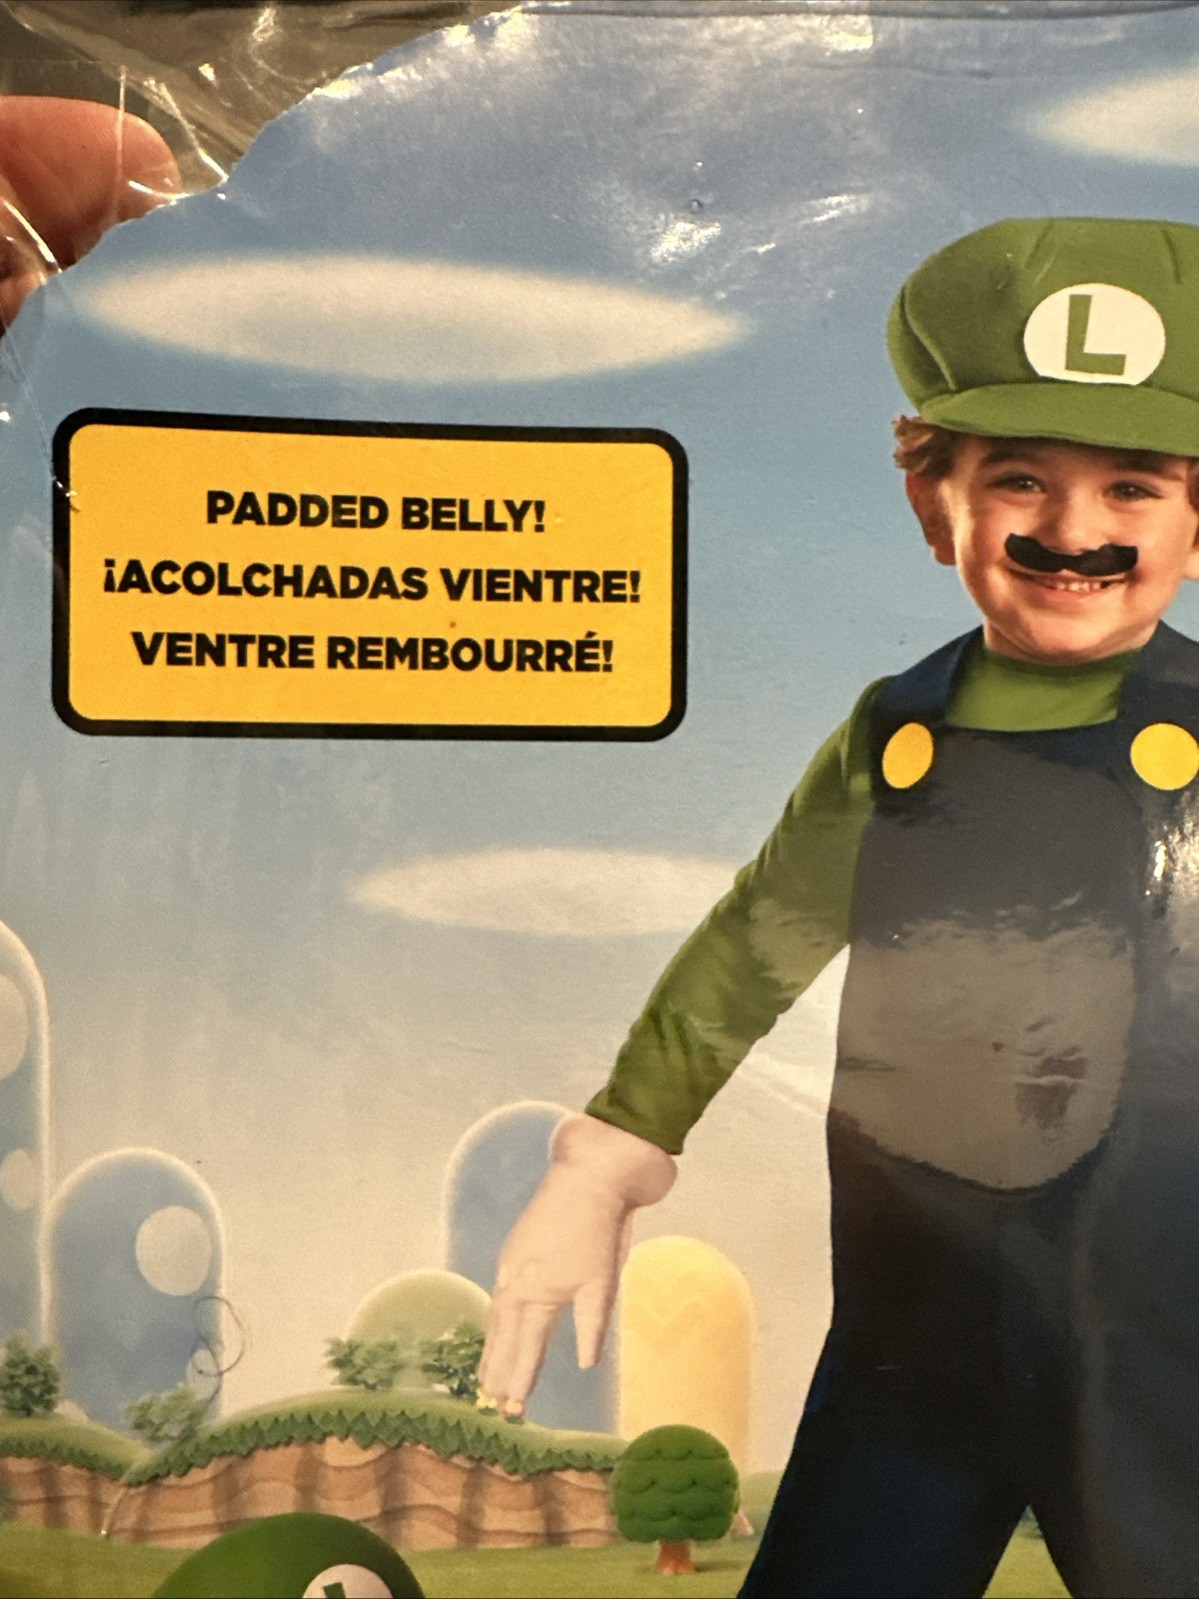 PADDED BELLY!
¡ACOLCHADAS VIENTRE!
VENTRE REMBOURRÉ!
L
L